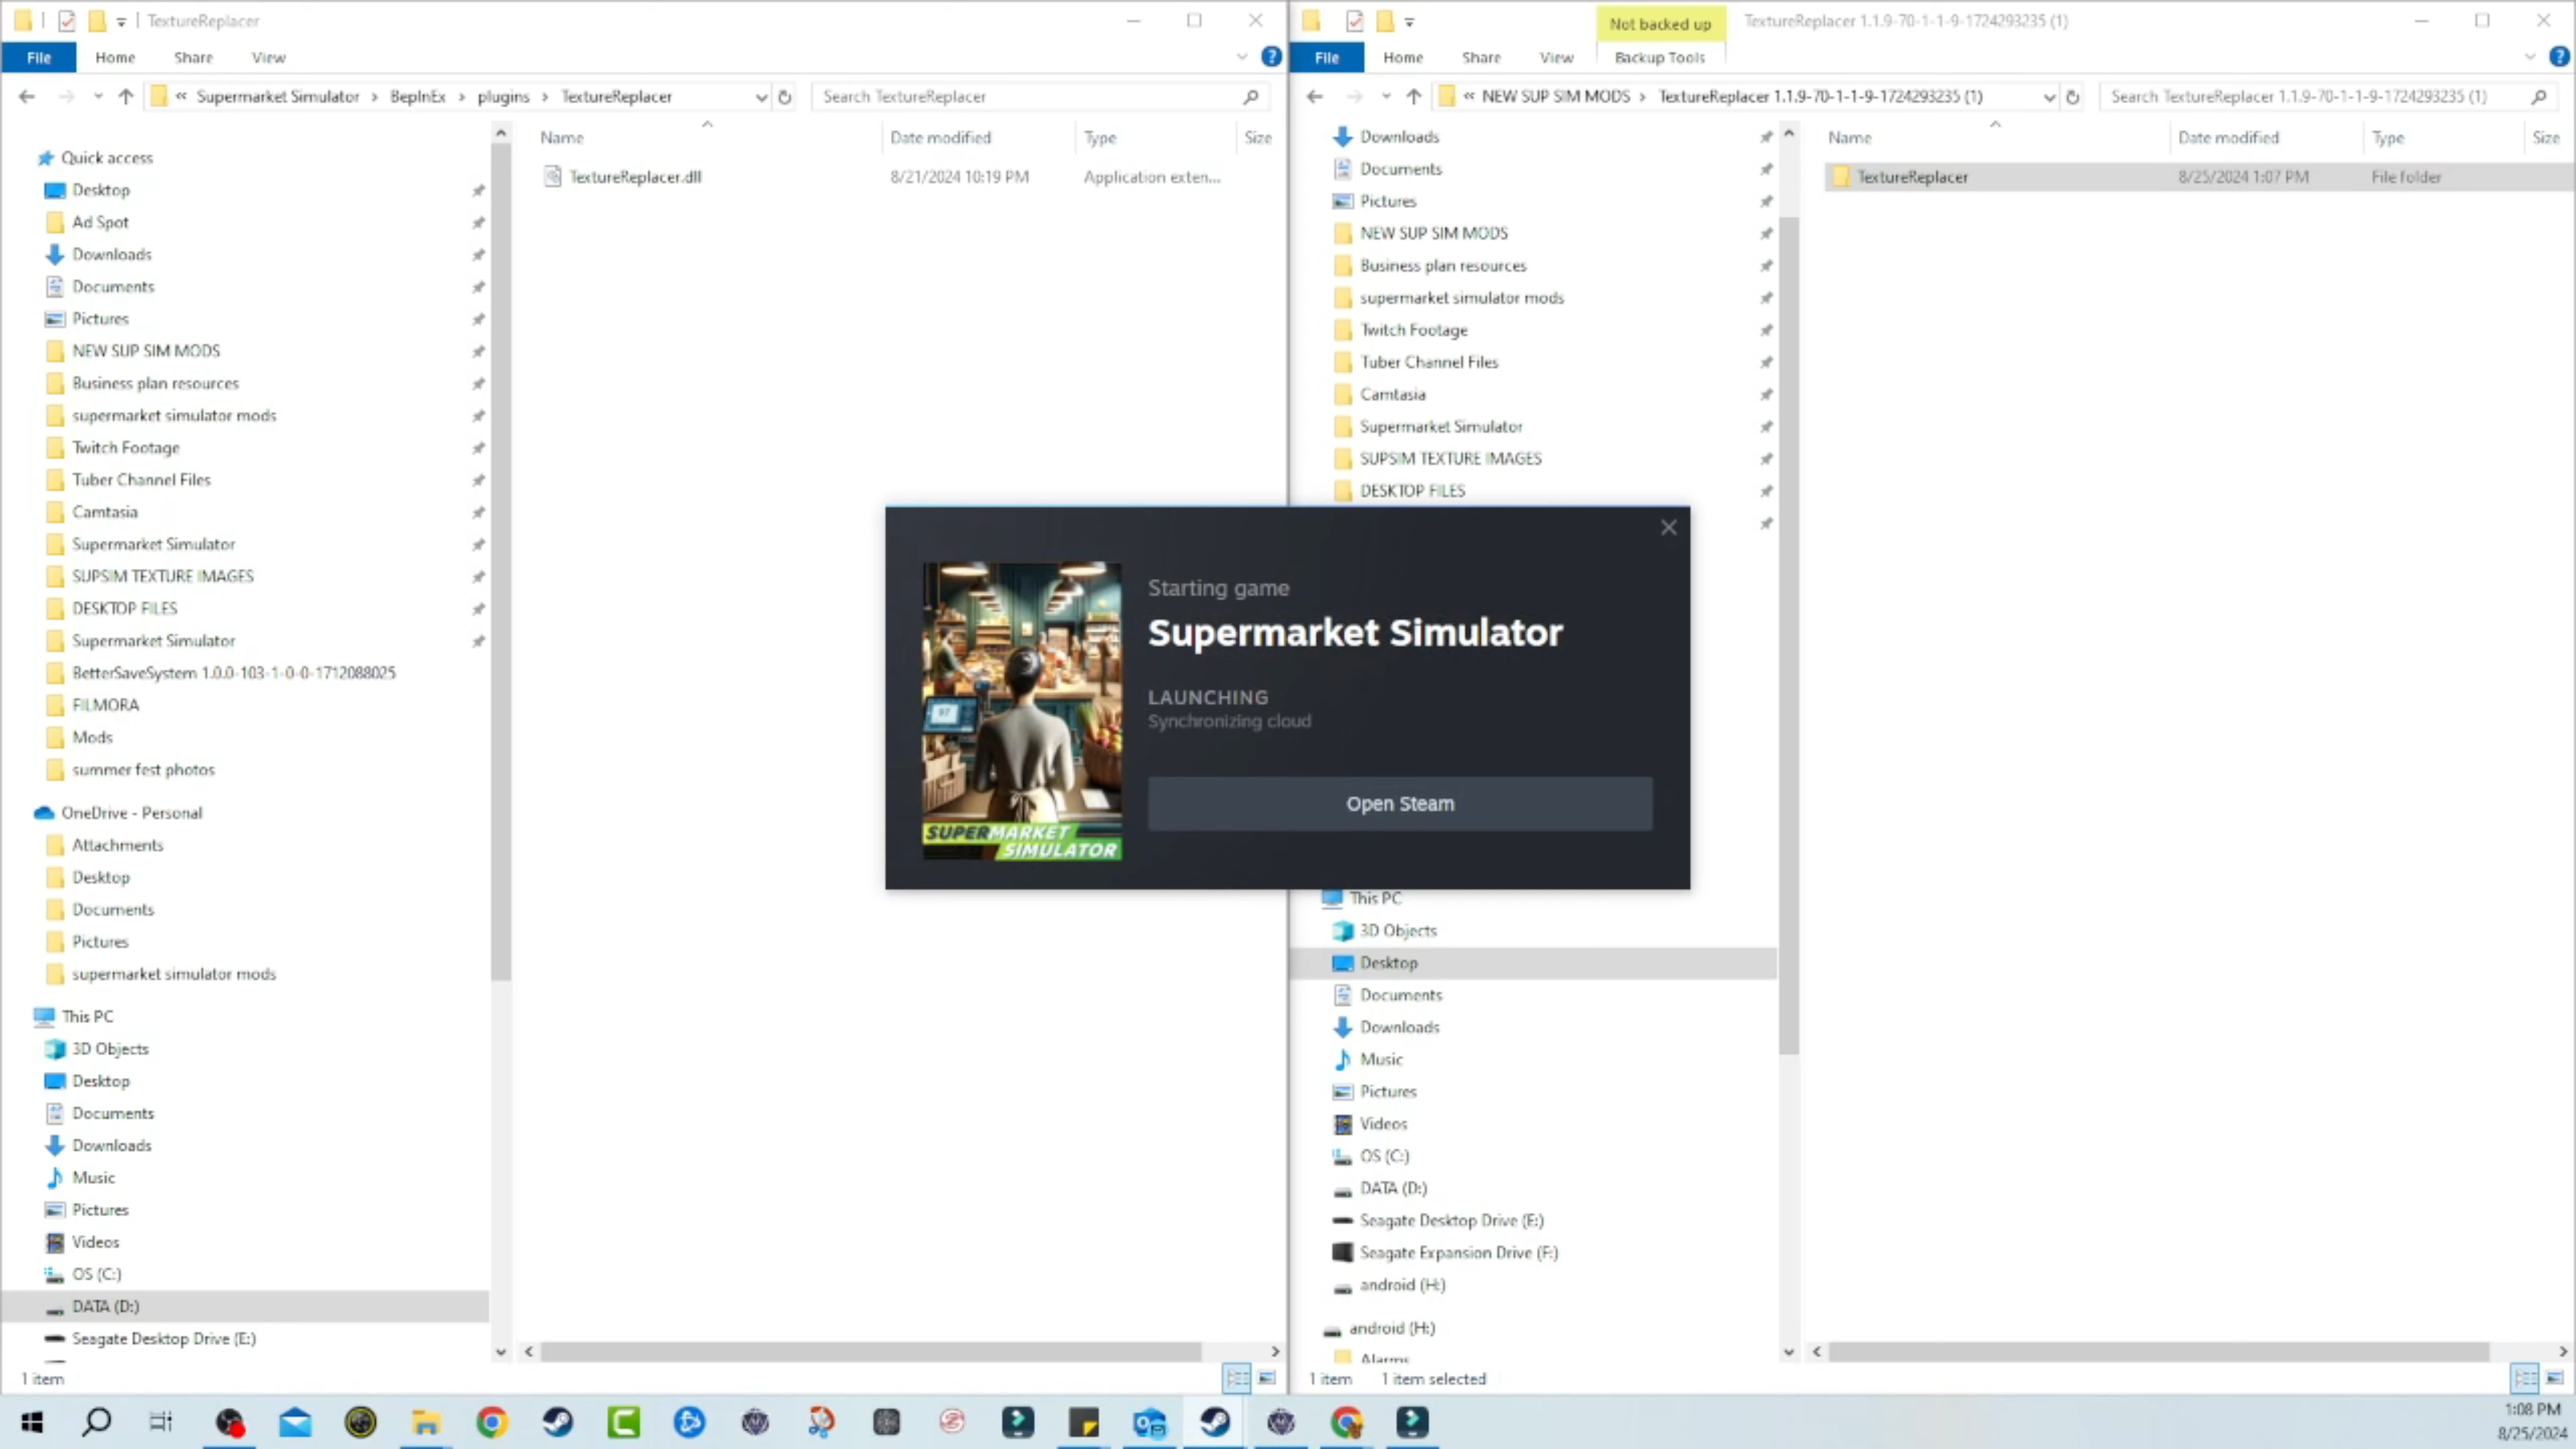 TextureReplacer
File Home Share View
« Supermarket Simulator › BepInEx › plugins › TextureReplacer
Search TextureReplacer
Name Date modified Type Size
TextureReplacer.dll 8/21/2024 10:19 PM Application exten...
Quick access
Desktop
Ad Spot
Downloads
Documents
Pictures
NEW SUP SIM MODS
Business plan resources
supermarket simulator mods
Twitch Footage
Tuber Channel Files
Camtasia
Supermarket Simulator
SUPSIM TEXTURE IMAGES
DESKTOP FILES
Supermarket Simulator
BetterSaveSystem 1.0.0-103-1-0-0-1712088025
FILMORA
Mods
summer fest photos
OneDrive - Personal
Attachments
Desktop
Documents
Pictures
supermarket simulator mods
This PC
3D Objects
Desktop
Documents
Downloads
Music
Pictures
Videos
OS (C:)
DATA (D:)
Seagate Desktop Drive (E:)
1 item
Not backed up TextureReplacer 1.1.9-70-1-1-9-1724293235 (1)
File Home Share View Backup Tools
« NEW SUP SIM MODS › TextureReplacer 1.1.9-70-1-1-9-1724293235 (1)
Search TextureReplacer 1.1.9-70-1-1-9-1724293235 (1)
Name Date modified Type Size
TextureReplacer 8/25/2024 1:07 PM File folder
Downloads
Documents
Pictures
NEW SUP SIM MODS
Business plan resources
supermarket simulator mods
Twitch Footage
Tuber Channel Files
Camtasia
Supermarket Simulator
SUPSIM TEXTURE IMAGES
DESKTOP FILES
This PC
3D Objects
Desktop
Documents
Downloads
Music
Pictures
Videos
OS (C:)
DATA (D:)
Seagate Desktop Drive (E:)
Seagate Expansion Drive (F:)
android (H:)
android (H:)
Alarms
1 item 1 item selected
Starting game
Supermarket Simulator
LAUNCHING
Synchronizing cloud
Open Steam
97
SUPERMARKET
SIMULATOR
1:08 PM
8/25/2024